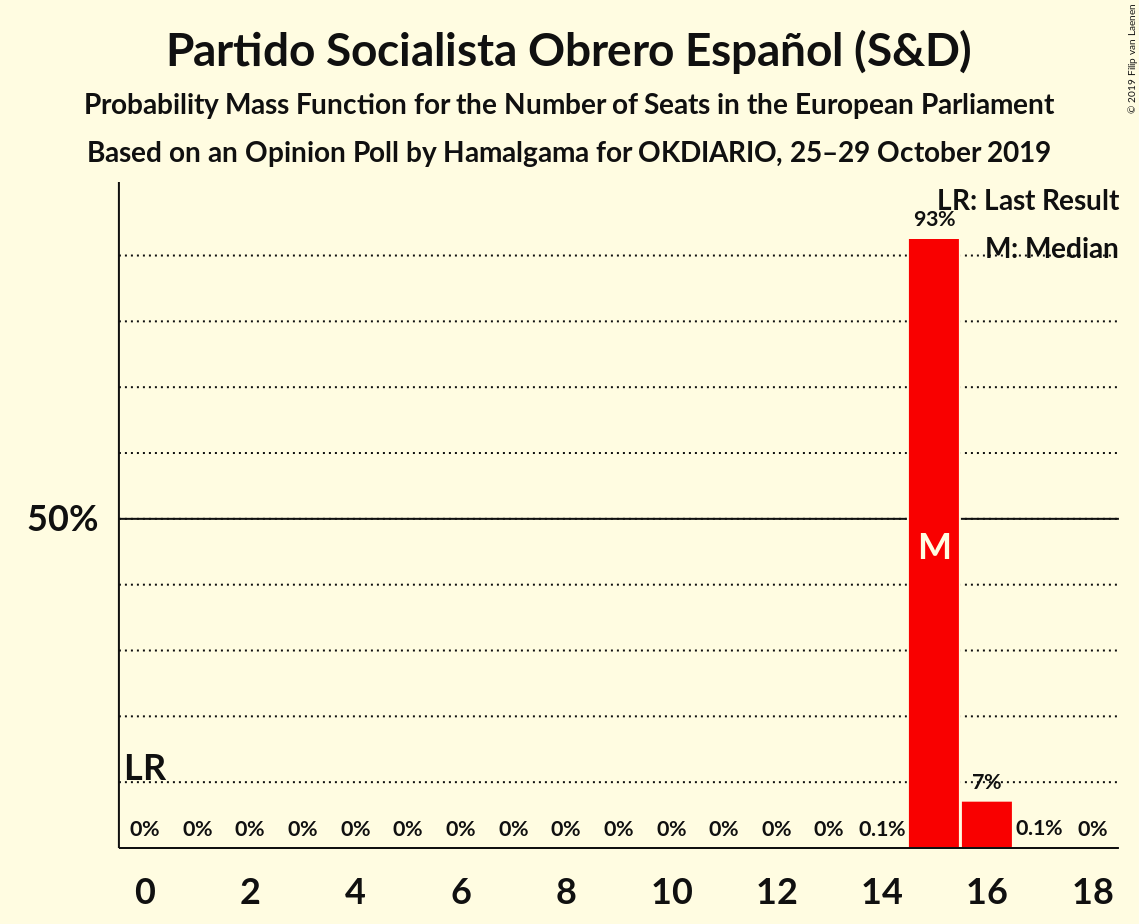 Partido Socialista Obrero Español (S&D)
Probability Mass Function for the Number of Seats in the European Parliament
Based on an Opinion Poll by Hamalgama for OKDIARIO, 25–29 October 2019
© 2019 Filip van Laenen
LR: Last Result
93%
M: Median
50%
M
LR
7%
0% 0% 0% 0% 0% 0% 0% 0% 0% 0% 0% 0% 0% 0% 0.1% 0.1% 0%
0 2 4 6 8 10 12 14 16 18